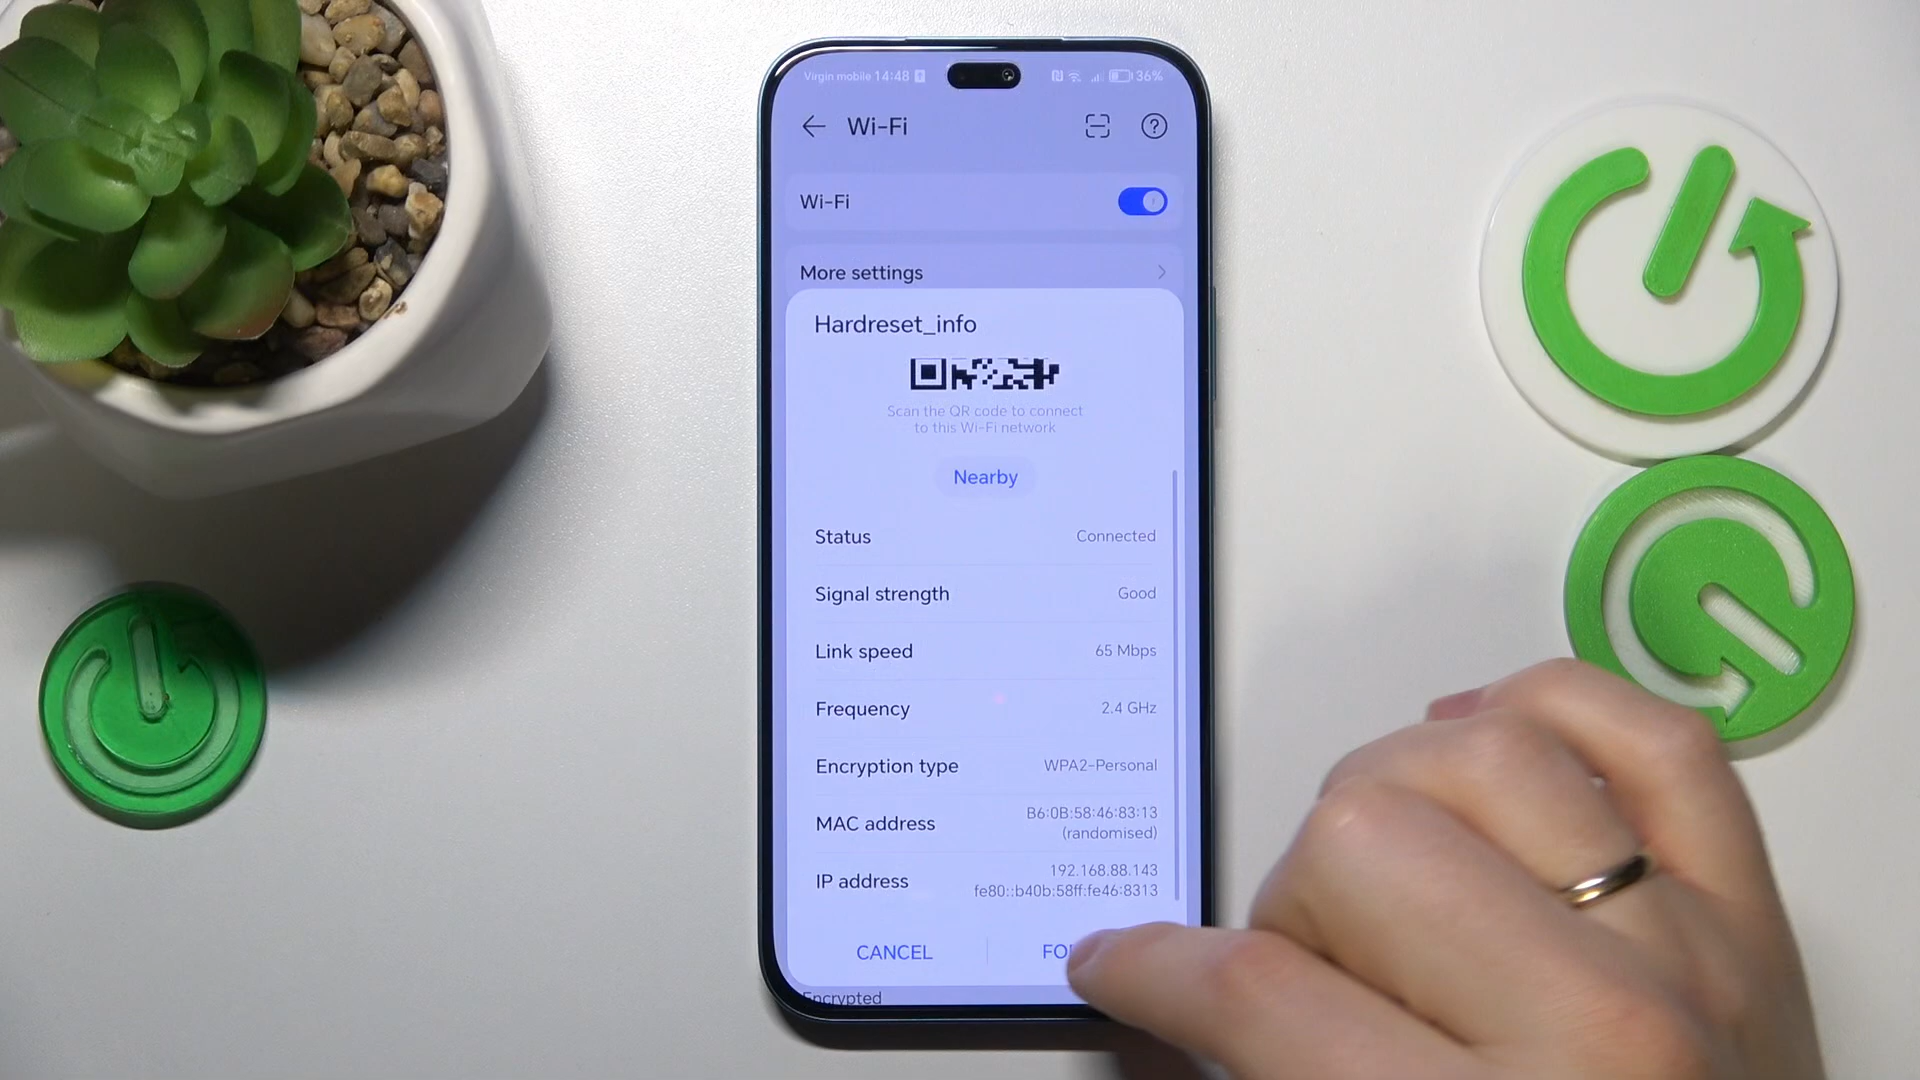 Virgin mobile 14:48 36%
Wi-Fi
Wi-Fi
More settings
Hardreset_info
Scan the QR code to connect
to this Wi-Fi network
Nearby
Status Connected
Signal strength Good
Link speed 65 Mbps
Frequency 2.4 GHz
Encryption type WPA2-Personal
MAC address B6:0B:58:46:83:13
(randomised)
IP address 192.168.88.143
fe80::b40b:58ff:fe46:8313
CANCEL
Encrypted